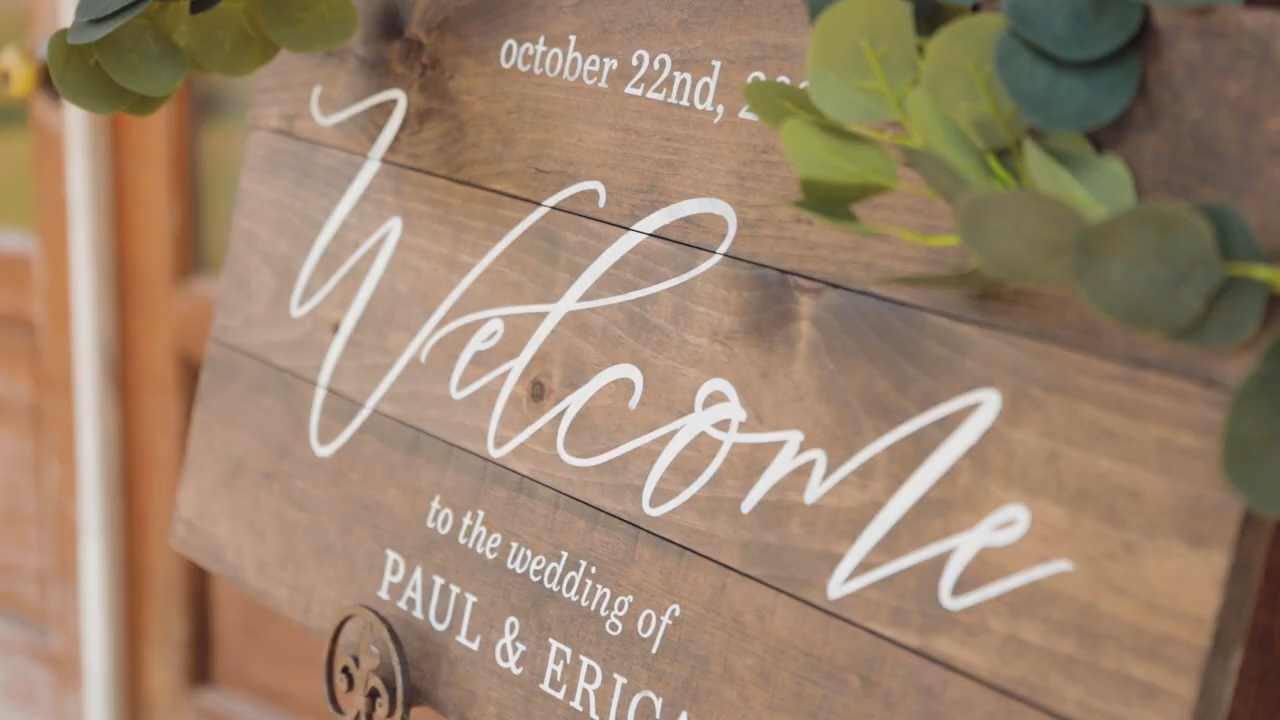 october 22nd,
Welcome
to the wedding of
PAUL & ERICA